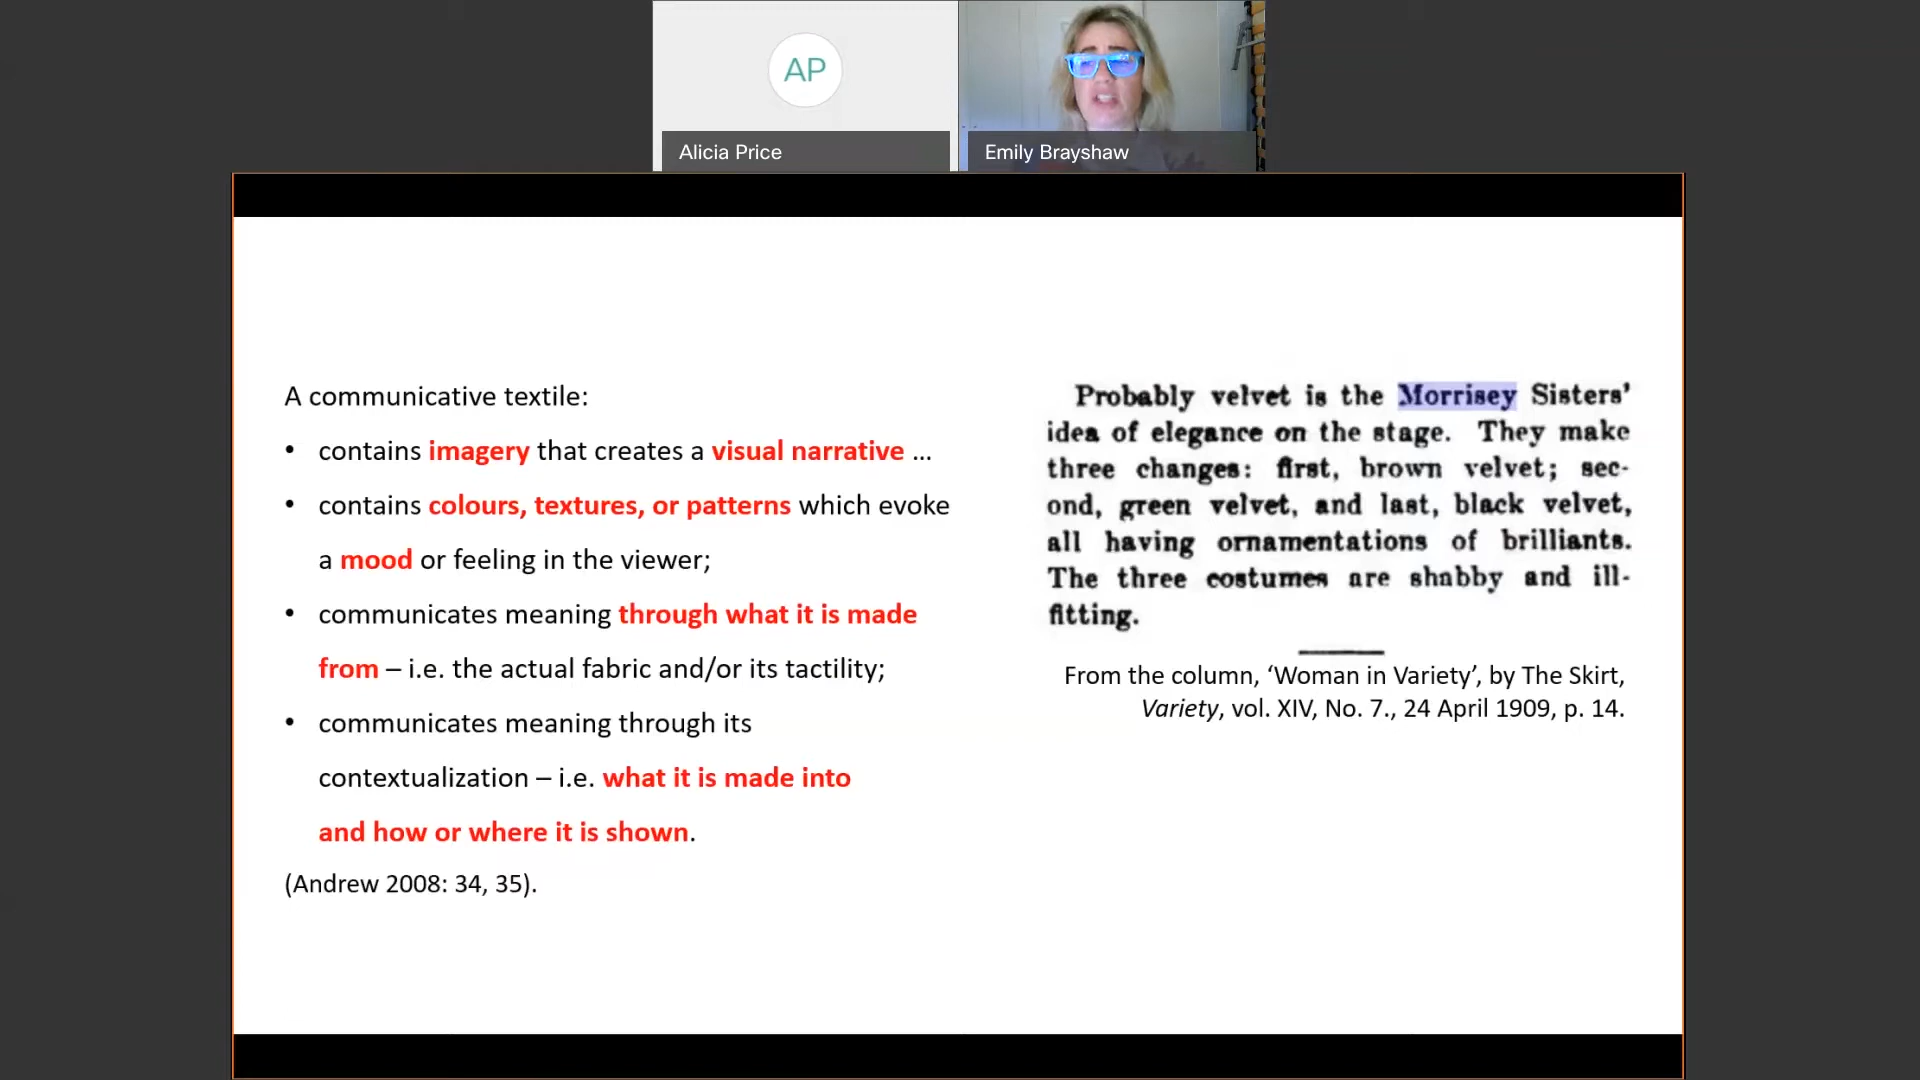 AP
Alicia Price
Emily Brayshaw
A communicative textile:
• contains imagery that creates a visual narrative ...
• contains colours, textures, or patterns which evoke
a mood or feeling in the viewer;
• communicates meaning through what it is made
from – i.e. the actual fabric and/or its tactility;
• communicates meaning through its
contextualization – i.e. what it is made into
and how or where it is shown.
(Andrew 2008: 34, 35).
Probably velvet is the Morrisey Sisters'
idea of elegance on the stage. They make
three changes: first, brown velvet; sec-
ond, green velvet, and last, black velvet,
all having ornamentations of brilliants.
The three costumes are shabby and ill-
fitting.
From the column, ‘Woman in Variety’, by The Skirt,
Variety, vol. XIV, No. 7., 24 April 1909, p. 14.